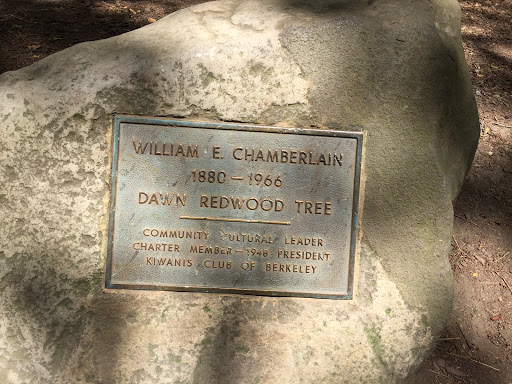 WILLIAM E. CHAMBERLAIN
1880 – 1966
DAWN REDWOOD TREE
COMMUNITY CULTURAL LEADER
CHARTER MEMBER – 1948 PRESIDENT
KIWANIS CLUB OF BERKELEY